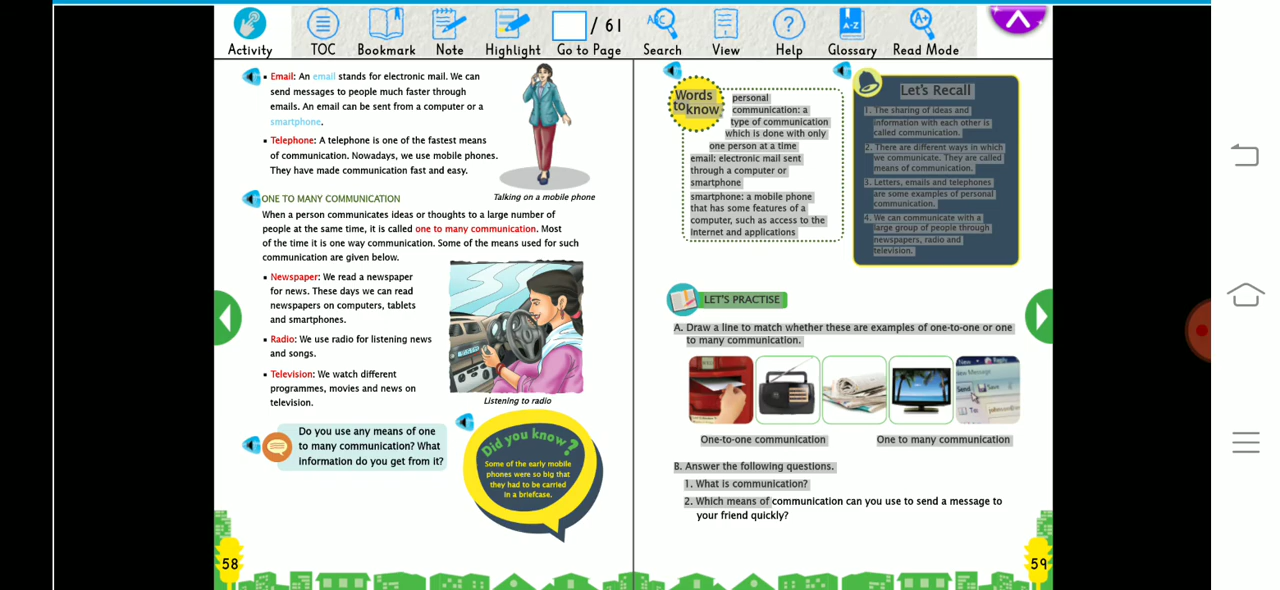 Activity
TOC
Bookmark
Note
Highlight
/ 61
Go to Page
ABC
Search
View
?
Help
A-Z
Glossary
A+
Read Mode
▪ Email: An email stands for electronic mail. We can
send messages to people much faster through
emails. An email can be sent from a computer or a
smartphone.
▪ Telephone: A telephone is one of the fastest means
of communication. Nowadays, we use mobile phones.
They have made communication fast and easy.
Talking on a mobile phone
ONE TO MANY COMMUNICATION
When a person communicates ideas or thoughts to a large number of
people at the same time, it is called one to many communication. Most
of the time it is one way communication. Some of the means used for such
communication are given below.
▪ Newspaper: We read a newspaper
for news. These days we can read
newspapers on computers, tablets
and smartphones.
▪ Radio: We use radio for listening news
and songs.
▪ Television: We watch different
programmes, movies and news on
television.
Listening to radio
Do you use any means of one
to many communication? What
information do you get from it?
Did you know?
Some of the early mobile
phones were so big that
they had to be carried
in a briefcase.
58
Words
to know
personal
communication: a
type of communication
which is done with only
one person at a time
email: electronic mail sent
through a computer or
smartphone
smartphone: a mobile phone
that has some features of a
computer, such as access to the
Internet and applications
Let's Recall
1. The sharing of ideas and
information with each other is
called communication.
2. There are different ways in which
we communicate. They are called
means of communication.
3. Letters, emails and telephones
are some examples of personal
communication.
4. We can communicate with a
large group of people through
newspapers, radio and
television.
LET'S PRACTISE
A. Draw a line to match whether these are examples of one-to-one or one
to many communication.
New
Reply
New Message
Send
Save
To
One-to-one communication
One to many communication
B. Answer the following questions.
1. What is communication?
2. Which means of communication can you use to send a message to
your friend quickly?
59